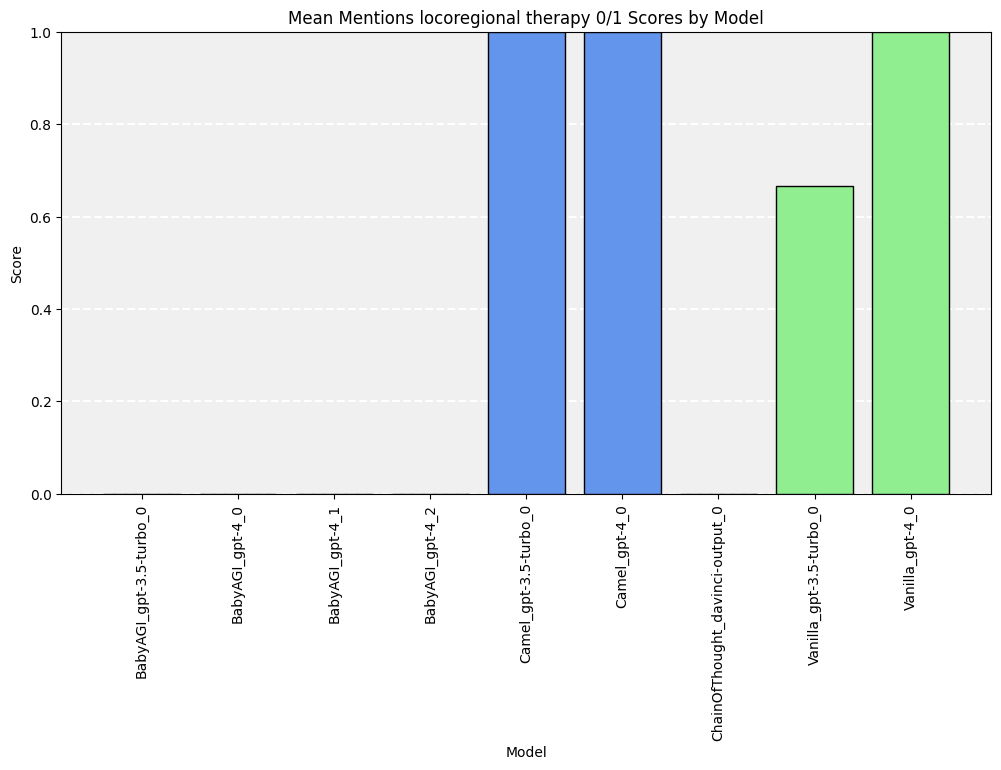 Mean Mentions locoregional therapy 0/1 Scores by Model
1.0
0.8
0.6
0.4
0.2
0.0
Score
BabyAGI_gpt-3.5-turbo_0
BabyAGI_gpt-4_0
BabyAGI_gpt-4_1
BabyAGI_gpt-4_2
Camel_gpt-3.5-turbo_0
Camel_gpt-4_0
ChainOfThought_davinci-output_0
Vanilla_gpt-3.5-turbo_0
Vanilla_gpt-4_0
Model